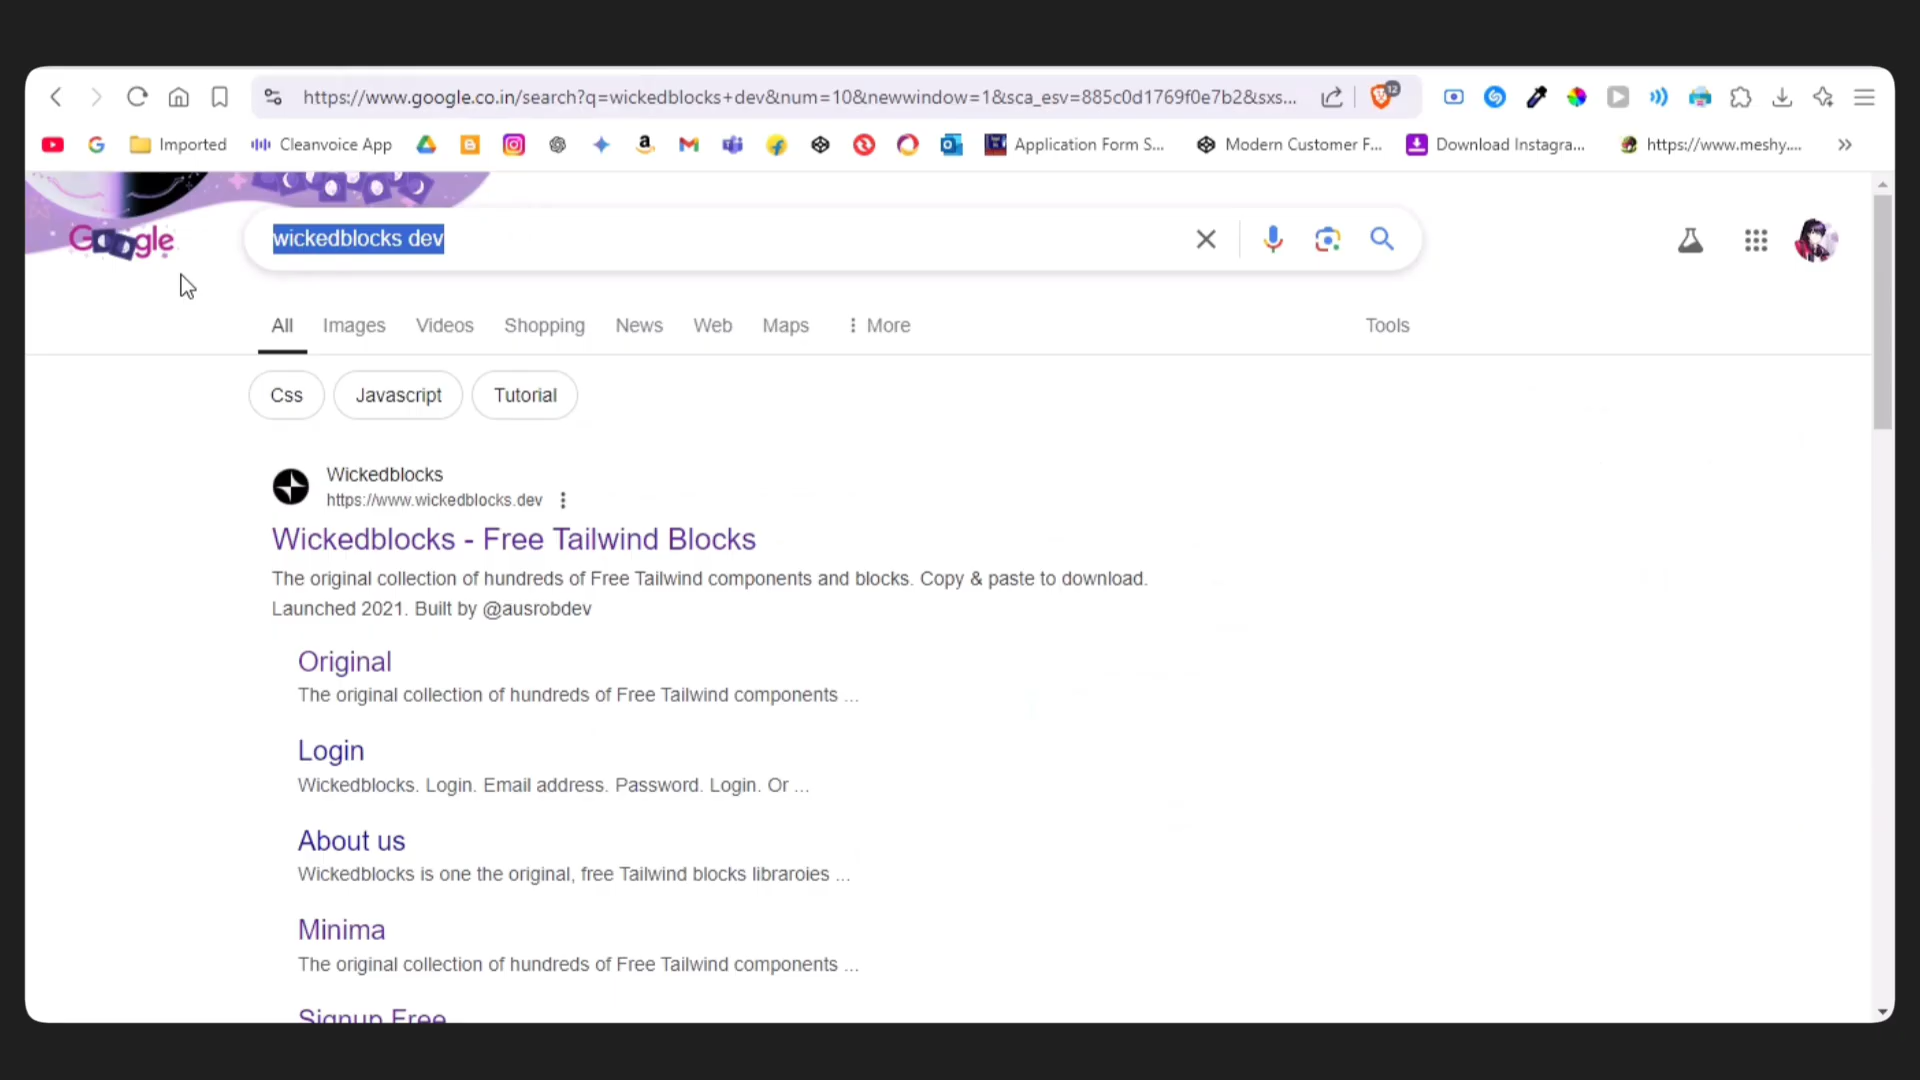 https://www.google.co.in/search?q=wickedblocks+dev&num=10&newwindow=1&sca_esv=885c0d1769f0e7b2&sxs...
12
Imported
Cleanvoice App
Application Form S...
Modern Customer F...
Download Instagra...
https://www.meshy....
Google
wickedblocks dev
All
Images
Videos
Shopping
News
Web
Maps
More
Tools
Css
Javascript
Tutorial
Wickedblocks
https://www.wickedblocks.dev
Wickedblocks - Free Tailwind Blocks
The original collection of hundreds of Free Tailwind components and blocks. Copy & paste to download.
Launched 2021. Built by @ausrobdev
Original
The original collection of hundreds of Free Tailwind components ...
Login
Wickedblocks. Login. Email address. Password. Login. Or ...
About us
Wickedblocks is one the original, free Tailwind blocks libraroies ...
Minima
The original collection of hundreds of Free Tailwind components ...
Signup Free